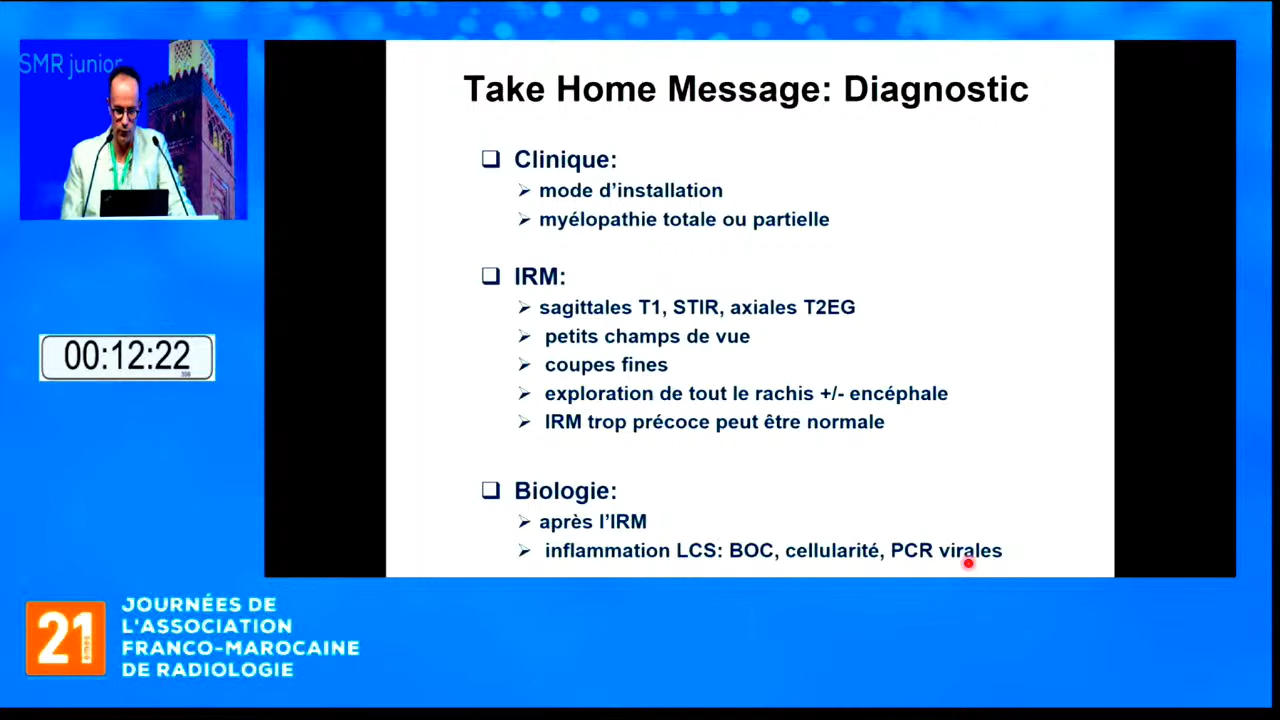 SMR junior
Take Home Message: Diagnostic
Clinique:
mode d'installation
myélopathie totale ou partielle
IRM:
sagittales T1, STIR, axiales T2EG
petits champs de vue
coupes fines
exploration de tout le rachis +/- encéphale
IRM trop précoce peut être normale
Biologie:
après l'IRM
inflammation LCS: BOC, cellularité, PCR virales
00:12:22
21
èmes
JOURNÉES DE
L'ASSOCIATION
FRANCO-MAROCAINE
DE RADIOLOGIE